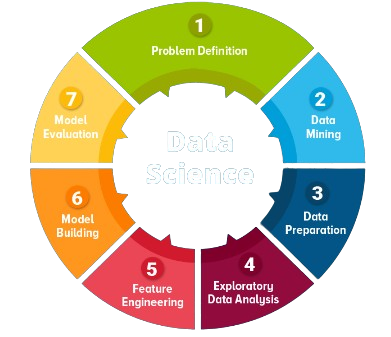 1
Problem Definition
2
Data
Mining
3
Data
Preparation
4
Exploratory
Data Analysis
5
Feature
Engineering
6
Model
Building
7
Model
Evaluation
Data
Science